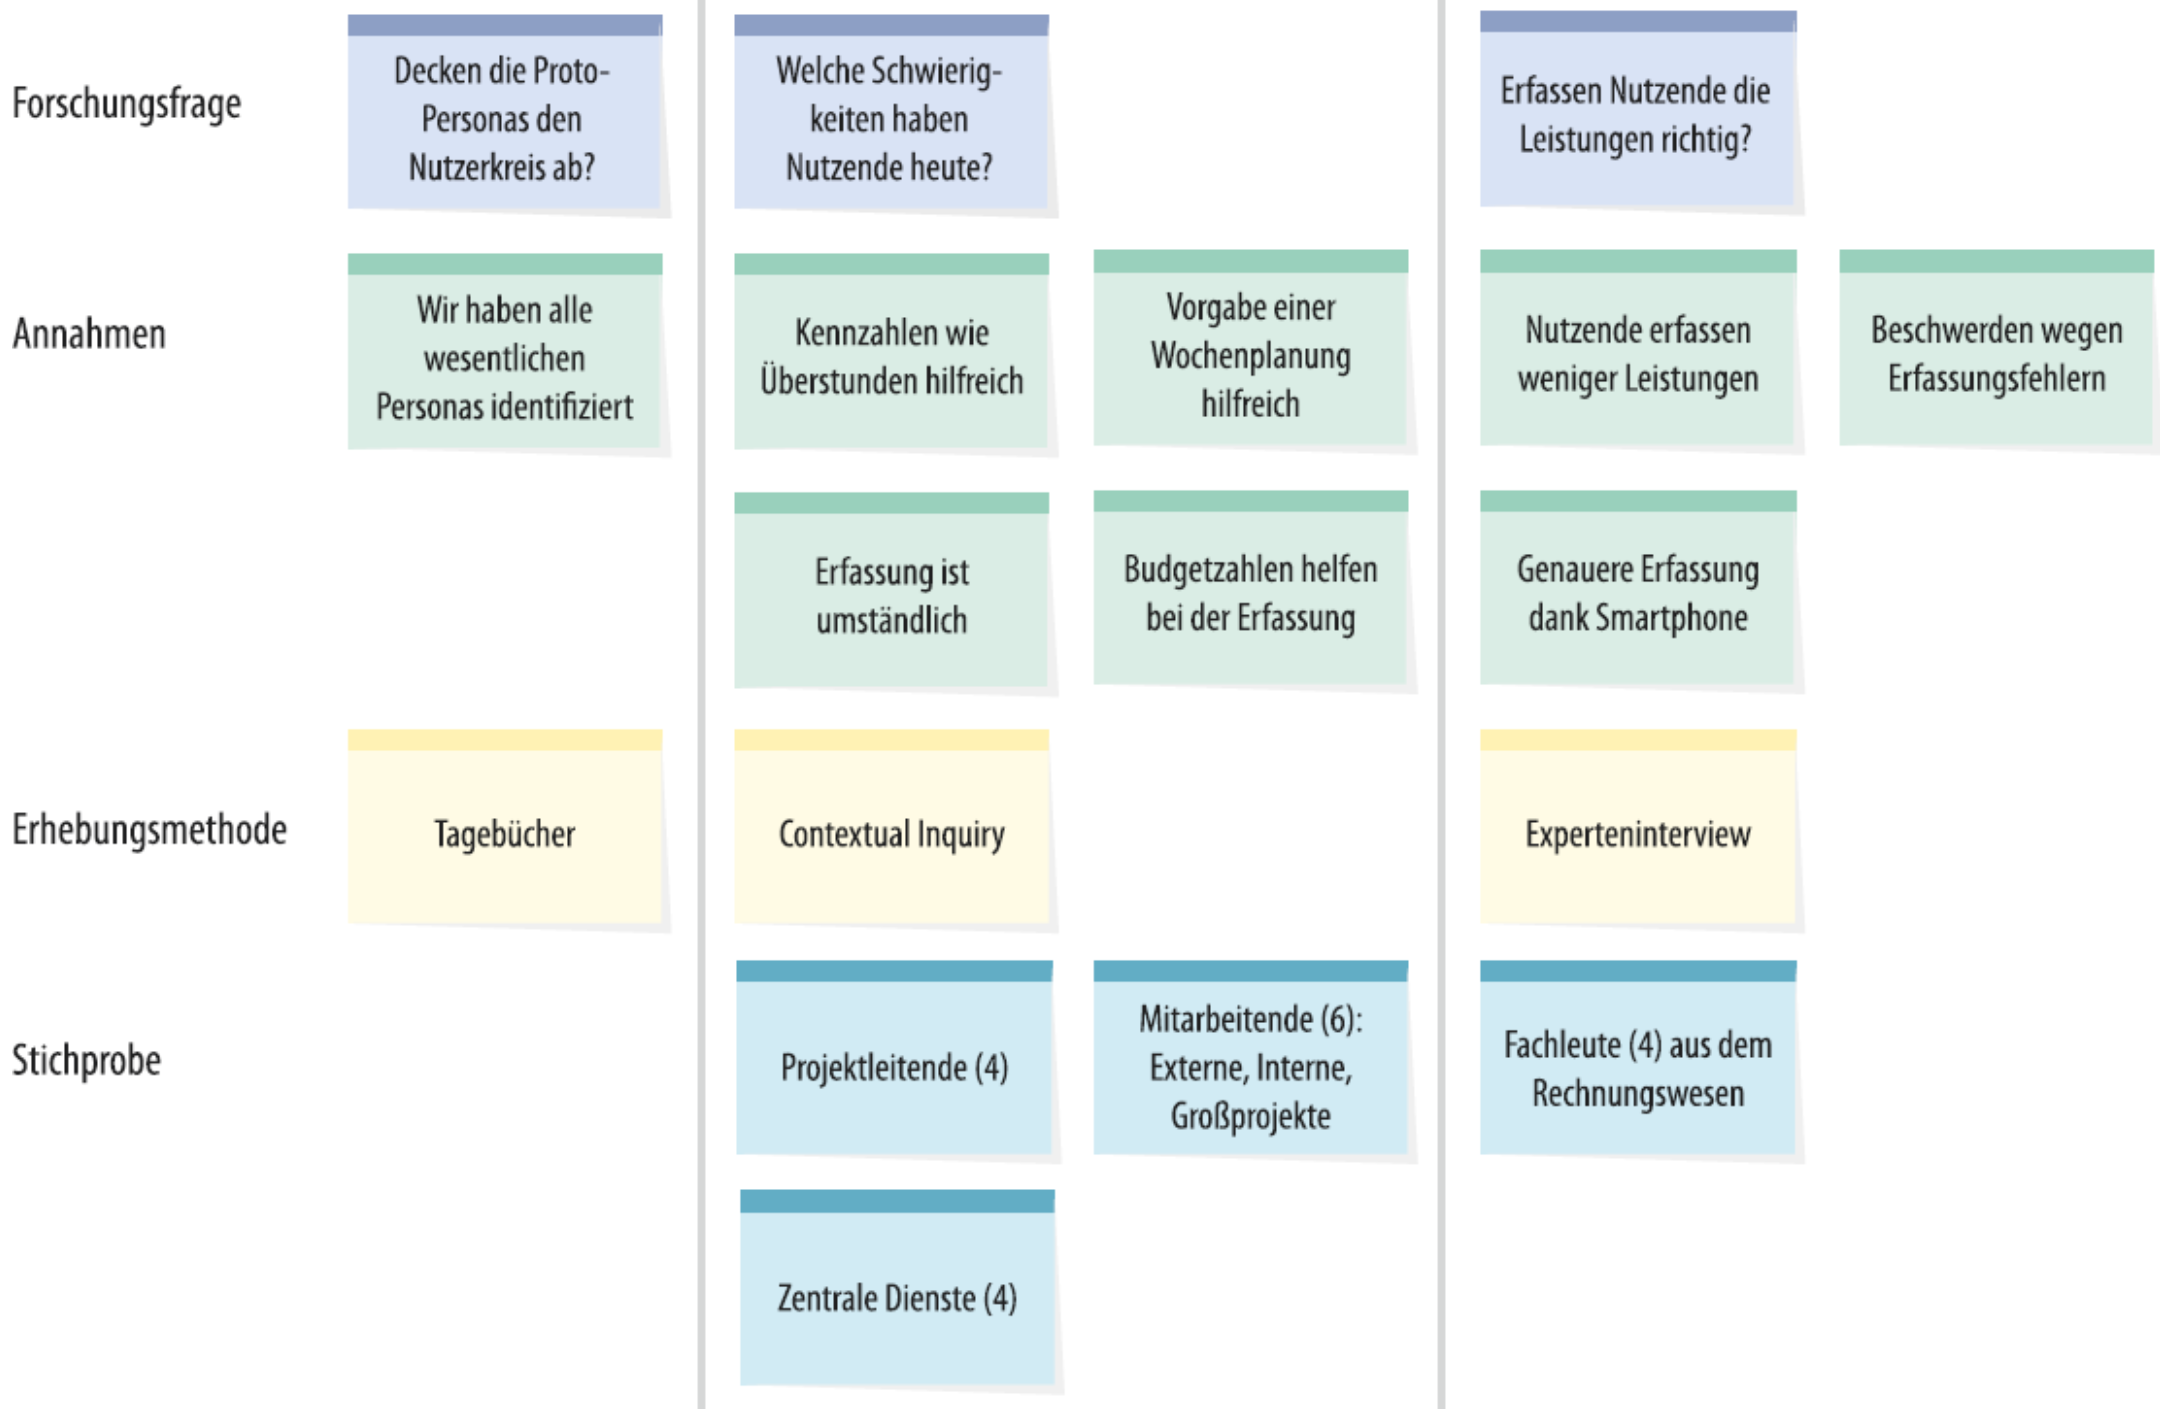 Forschungsfrage
Decken die Proto-
Personas den
Nutzerkreis ab?
Welche Schwierig-
keiten haben
Nutzende heute?
Erfassen Nutzende die
Leistungen richtig?
Annahmen
Wir haben alle
wesentlichen
Personas identifiziert
Kennzahlen wie
Überstunden hilfreich
Vorgabe einer
Wochenplanung
hilfreich
Nutzende erfassen
weniger Leistungen
Beschwerden wegen
Erfassungsfehlern
Erfassung ist
umständlich
Budgetzahlen helfen
bei der Erfassung
Genauere Erfassung
dank Smartphone
Erhebungsmethode
Tagebücher
Contextual Inquiry
Experteninterview
Stichprobe
Projektleitende (4)
Mitarbeitende (6):
Externe, Interne,
Großprojekte
Fachleute (4) aus dem
Rechnungswesen
Zentrale Dienste (4)